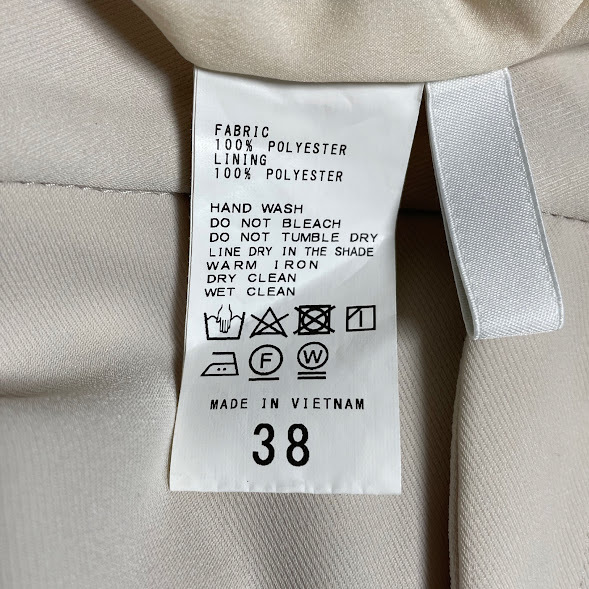 FABRIC
100% POLYESTER
LINING
100% POLYESTER
HAND WASH
DO NOT BLEACH
DO NOT TUMBLE DRY
LINE DRY IN THE SHADE
WARM IRON
DRY CLEAN
WET CLEAN
F W
MADE IN VIETNAM
38